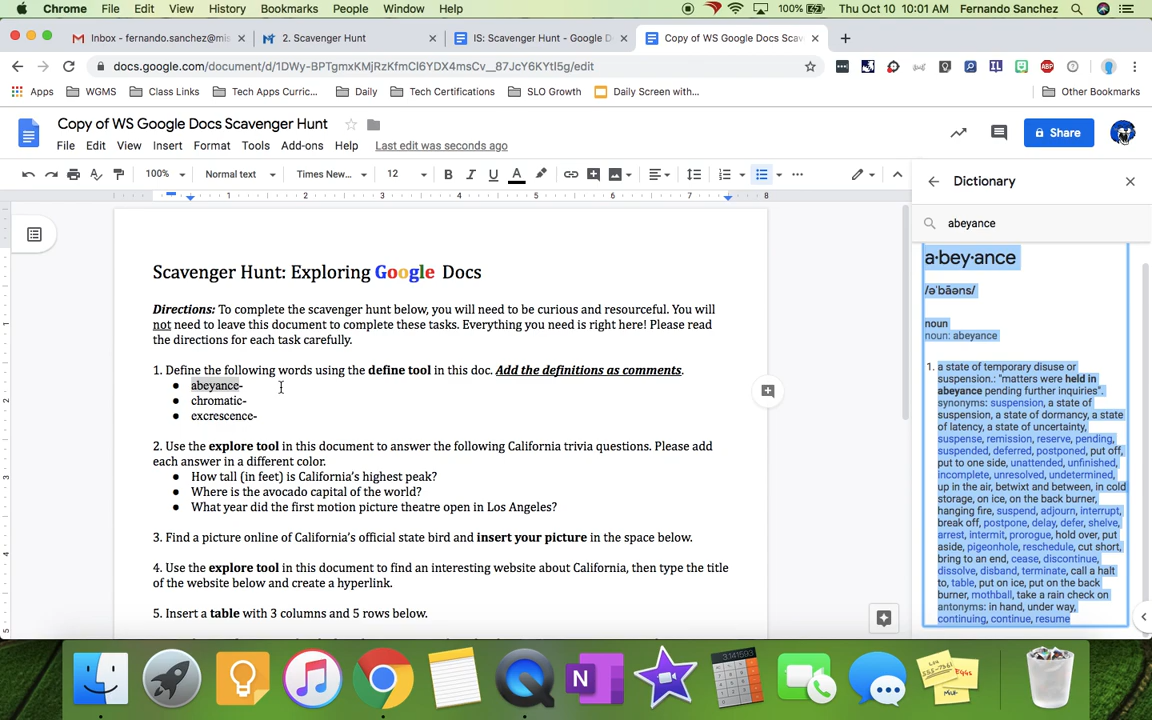 Chrome File Edit View History Bookmarks People Window Help 100% Thu Oct 10 10:01 AM Fernando Sanchez
Inbox - fernando.sanchez@mis
2. Scavenger Hunt
IS: Scavenger Hunt - Google D
Copy of WS Google Docs Scav
docs.google.com/document/d/1DWy-BPTgmxKMjRzKfmCI6YDX4msCv__87JcY6KYtI5g/edit
Apps WGMS Class Links Tech Apps Curric... Daily Tech Certifications SLO Growth Daily Screen with... Other Bookmarks
Copy of WS Google Docs Scavenger Hunt
File Edit View Insert Format Tools Add-ons Help Last edit was seconds ago
Share
100% Normal text Times New... 12 B I U A
1 2 3 4 5 6 7 8
Scavenger Hunt: Exploring Google Docs
Directions: To complete the scavenger hunt below, you will need to be curious and resourceful. You will
not need to leave this document to complete these tasks. Everything you need is right here! Please read
the directions for each task carefully.
1. Define the following words using the define tool in this doc. Add the definitions as comments.
● abeyance-
● chromatic-
● excrescence-
2. Use the explore tool in this document to answer the following California trivia questions. Please add
each answer in a different color.
● How tall (in feet) is California's highest peak?
● Where is the avocado capital of the world?
● What year did the first motion picture theatre open in Los Angeles?
3. Find a picture online of California's official state bird and insert your picture in the space below.
4. Use the explore tool in this document to find an interesting website about California, then type the title
of the website below and create a hyperlink.
5. Insert a table with 3 columns and 5 rows below.
Dictionary
abeyance
a·bey·ance
/əˈbāəns/
noun
noun: abeyance
1. a state of temporary disuse or
suspension.: "matters were held in
abeyance pending further inquiries".
synonyms: suspension, a state of
suspension, a state of dormancy, a state
of latency, a state of uncertainty,
suspense, remission, reserve, pending,
suspended, deferred, postponed, put off,
put to one side, unattended, unfinished,
incomplete, unresolved, undetermined,
up in the air, betwixt and between, in cold
storage, on ice, on the back burner,
hanging fire, suspend, adjourn, interrupt,
break off, postpone, delay, defer, shelve,
arrest, intermit, prorogue, hold over, put
aside, pigeonhole, reschedule, cut short,
bring to an end, cease, discontinue,
dissolve, disband, terminate, call a halt
to, table, put on ice, put on the back
burner, mothball, take a rain check on
antonyms: in hand, under way,
continuing, continue, resume
3.141593